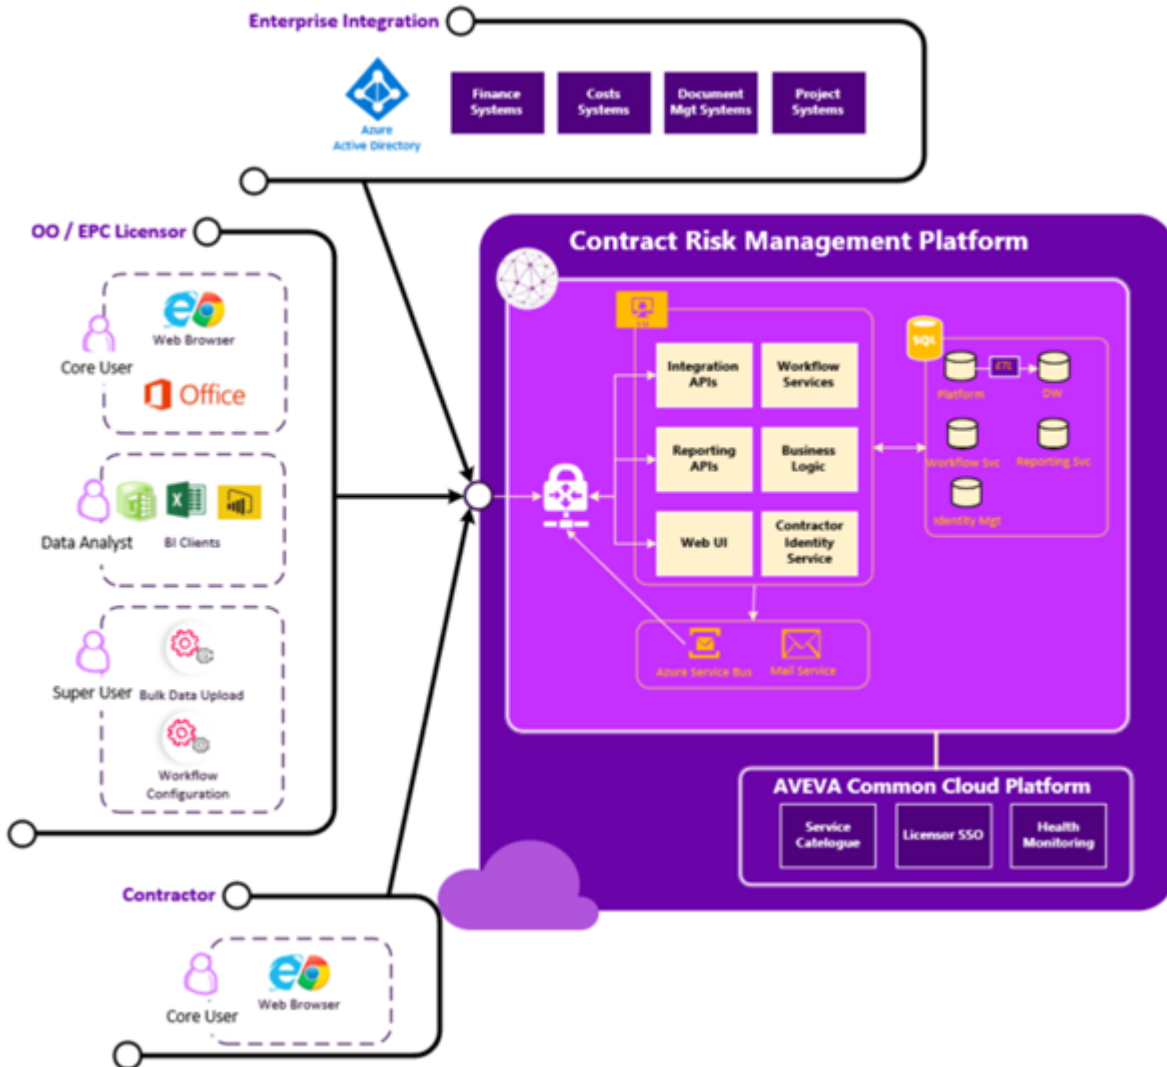 Enterprise Integration
Azure
Active Directory
Finance
Systems
Costs
Systems
Document
Mgt Systems
Project
Systems
OO / EPC Licensor
Web Browser
Core User
Office
Data Analyst
BI Clients
Super User
Bulk Data Upload
Workflow
Configuration
Contractor
Web Browser
Core User
Contract Risk Management Platform
Integration
APIs
Workflow
Services
Reporting
APIs
Business
Logic
Web UI
Contractor
Identity
Service
SQL
Platform
ETL
DW
Workflow Svc
Reporting Svc
Identity Mgt
Azure Service Bus
Mail Service
AVEVA Common Cloud Platform
Service
Catelogue
Licensor SSO
Health
Monitoring